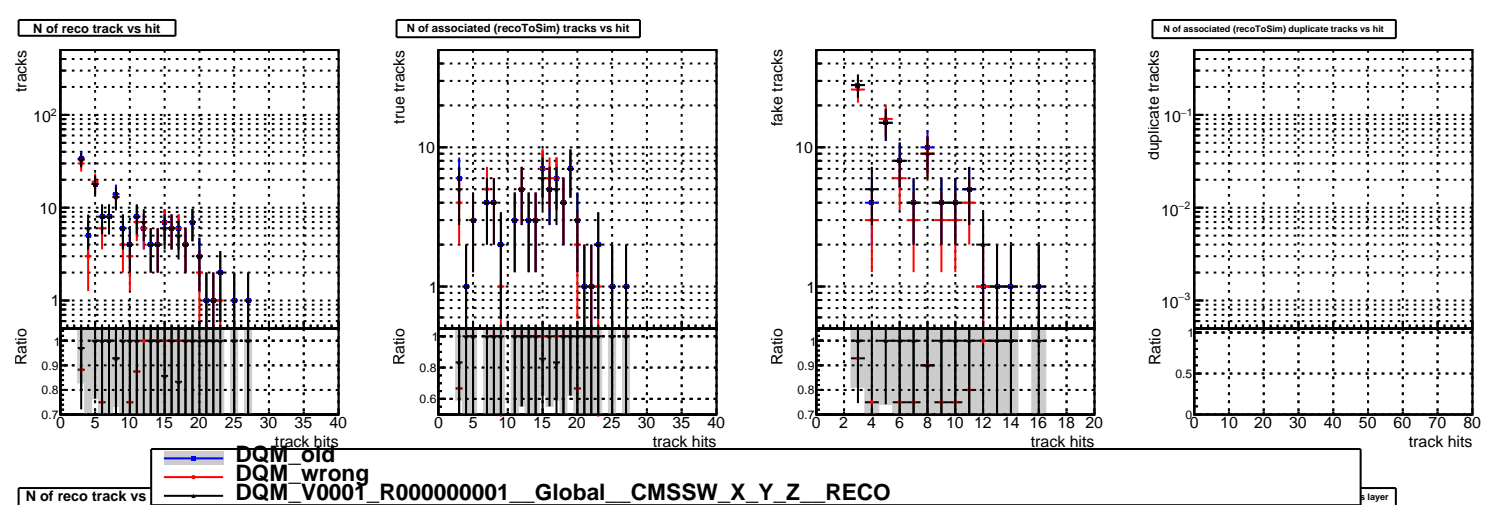 N of reco track vs hit
N of associated (recoToSim) tracks vs hit
N of associated (recoToSim) duplicate tracks vs hit
tracks
10²
10
1
Ratio
1
0.9
0.8
0.7
0 5 10 15 20 25 30 35 40
track hits
true tracks
10
1
Ratio
1
0.8
0.6
0 5 10 15 20 25 30 35 40
track hits
fake tracks
10
1
Ratio
1
0.9
0.8
0.7
0 2 4 6 8 10 12 14 16 18 20
track hits
duplicate tracks
10⁻¹
10⁻²
10⁻³
Ratio
1
0.5
0
0 10 20 30 40 50 60 70 80
track hits
DQM_old
DQM_wrong
DQM_V0001_R000000001__Global__CMSSW_X_Y_Z__RECO
N of reco track vs
s layer